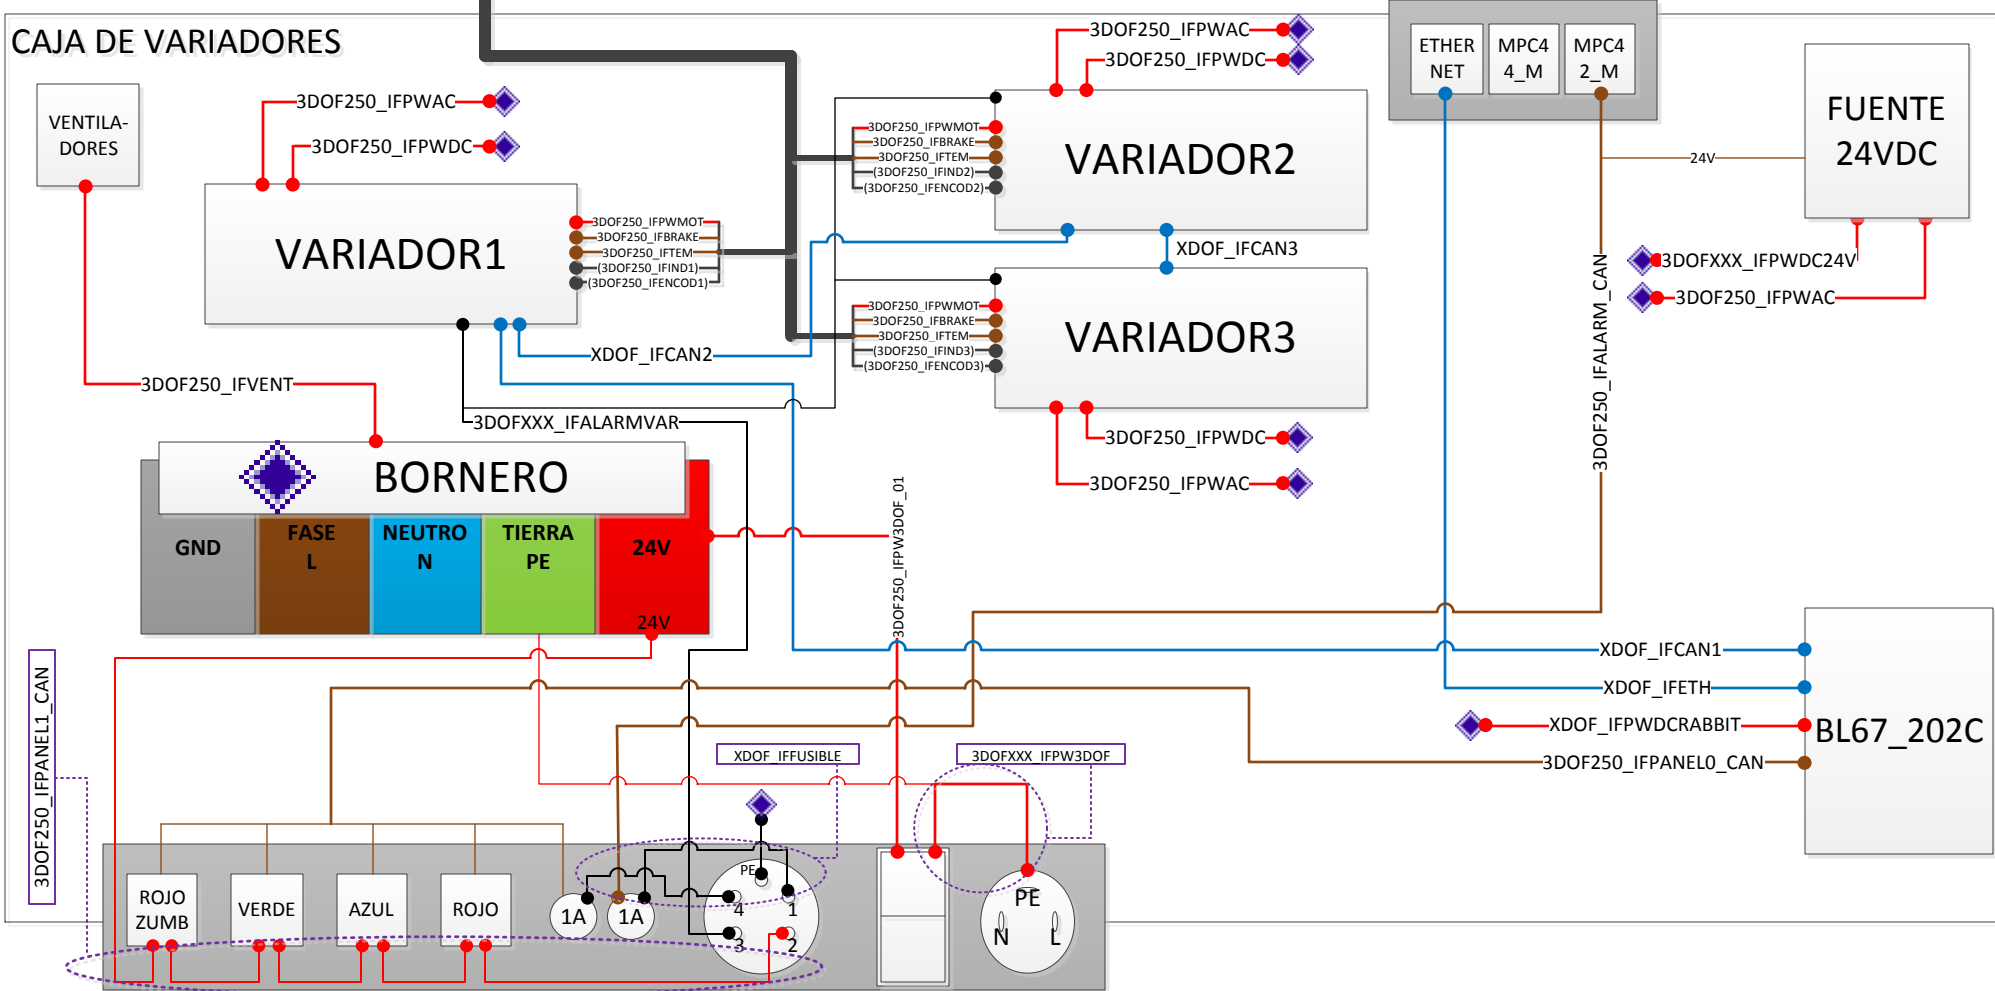 CAJA DE VARIADORES
VENTILA-
DORES
3DOF250_IFPWAC
3DOF250_IFPWDC
VARIADOR1
3DOF250_IFPWMOT
3DOF250_IFBRAKE
3DOF250_IFTEM
(3DOF250_IFIND1)
(3DOF250_IFENCOD1)
3DOF250_IFPWAC
3DOF250_IFPWDC
VARIADOR2
3DOF250_IFPWMOT
3DOF250_IFBRAKE
3DOF250_IFTEM
(3DOF250_IFIND2)
(3DOF250_IFENCOD2)
XDOF_IFCAN3
VARIADOR3
3DOF250_IFPWMOT
3DOF250_IFBRAKE
3DOF250_IFTEM
(3DOF250_IFIND3)
(3DOF250_IFENCOD3)
3DOF250_IFPWDC
3DOF250_IFPWAC
ETHER
NET
MPC4
4_M
MPC4
2_M
FUENTE
24VDC
24V
3DOFXXX_IFPWDC24V
3DOF250_IFPWAC
3DOF250_IFALARM_CAN
XDOF_IFCAN2
3DOF250_IFVENT
3DOFXXX_IFALARMVAR
BORNERO
GND
FASE
L
NEUTRO
N
TIERRA
PE
24V
24V
3DOF250_IFPW3DOF_01
XDOF_IFCAN1
XDOF_IFETH
XDOF_IFPWDCRABBIT
3DOF250_IFPANEL0_CAN
BL67_202C
3DOF250_IFPANEL1_CAN
XDOF_IFFUSIBLE
3DOFXXX_IFPW3DOF
ROJO
ZUMB
VERDE
AZUL
ROJO
1A
1A
PE
4
1
3
2
PE
N
L